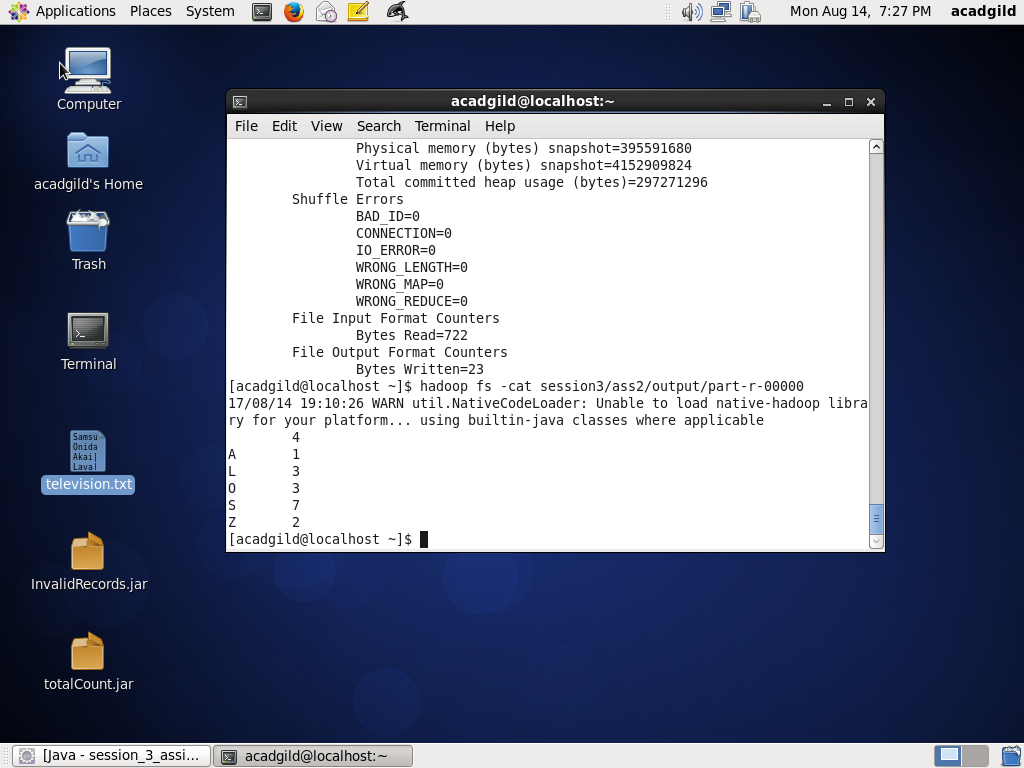 Applications Places System Mon Aug 14, 7:27 PM acadgild
Computer
acadgild's Home
Trash
Terminal
Samsu
Onida
Akai|
Lava|
television.txt
InvalidRecords.jar
totalCount.jar
acadgild@localhost:~
File Edit View Search Terminal Help
Physical memory (bytes) snapshot=395591680
Virtual memory (bytes) snapshot=4152909824
Total committed heap usage (bytes)=297271296
Shuffle Errors
BAD_ID=0
CONNECTION=0
IO_ERROR=0
WRONG_LENGTH=0
WRONG_MAP=0
WRONG_REDUCE=0
File Input Format Counters
Bytes Read=722
File Output Format Counters
Bytes Written=23
[acadgild@localhost ~]$ hadoop fs -cat session3/ass2/output/part-r-00000
17/08/14 19:10:26 WARN util.NativeCodeLoader: Unable to load native-hadoop libra
ry for your platform... using builtin-java classes where applicable
4
A 1
L 3
O 3
S 7
Z 2
[acadgild@localhost ~]$
[Java - session_3_assi... acadgild@localhost:~